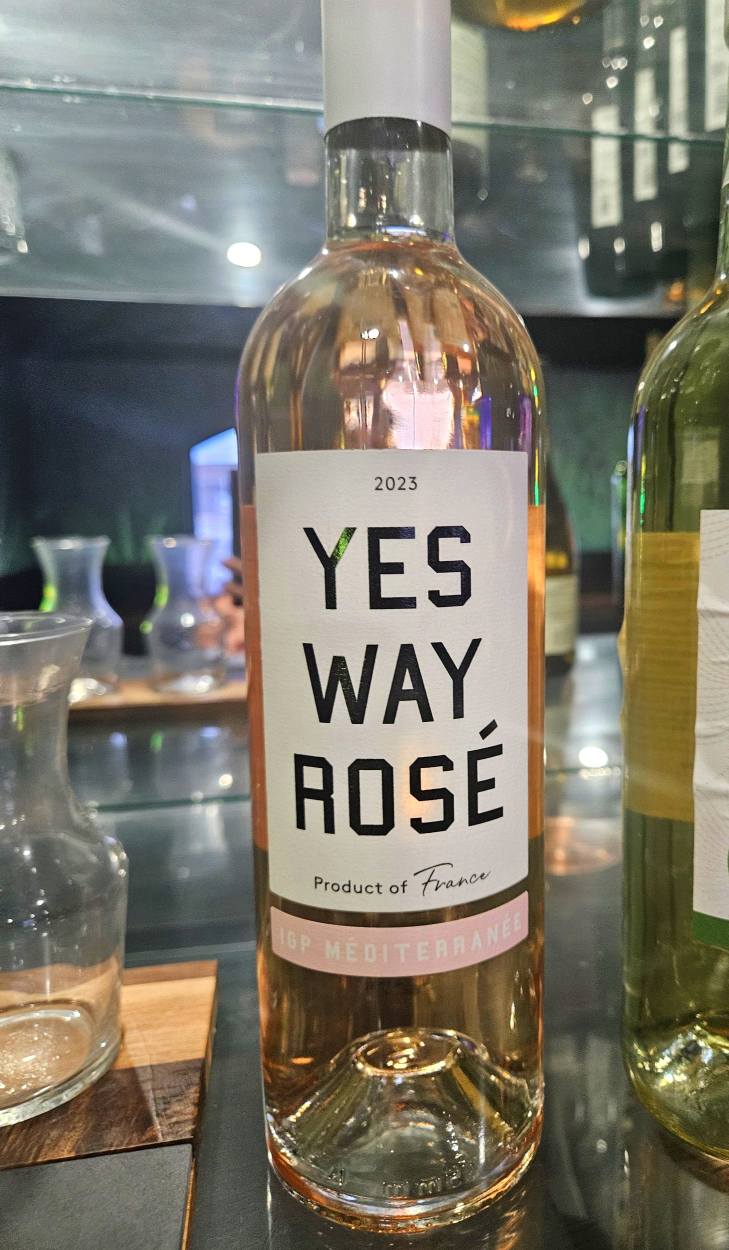 2023
YES
WAY
ROSÉ
Product of France
IGP MÉDITERRANÉE